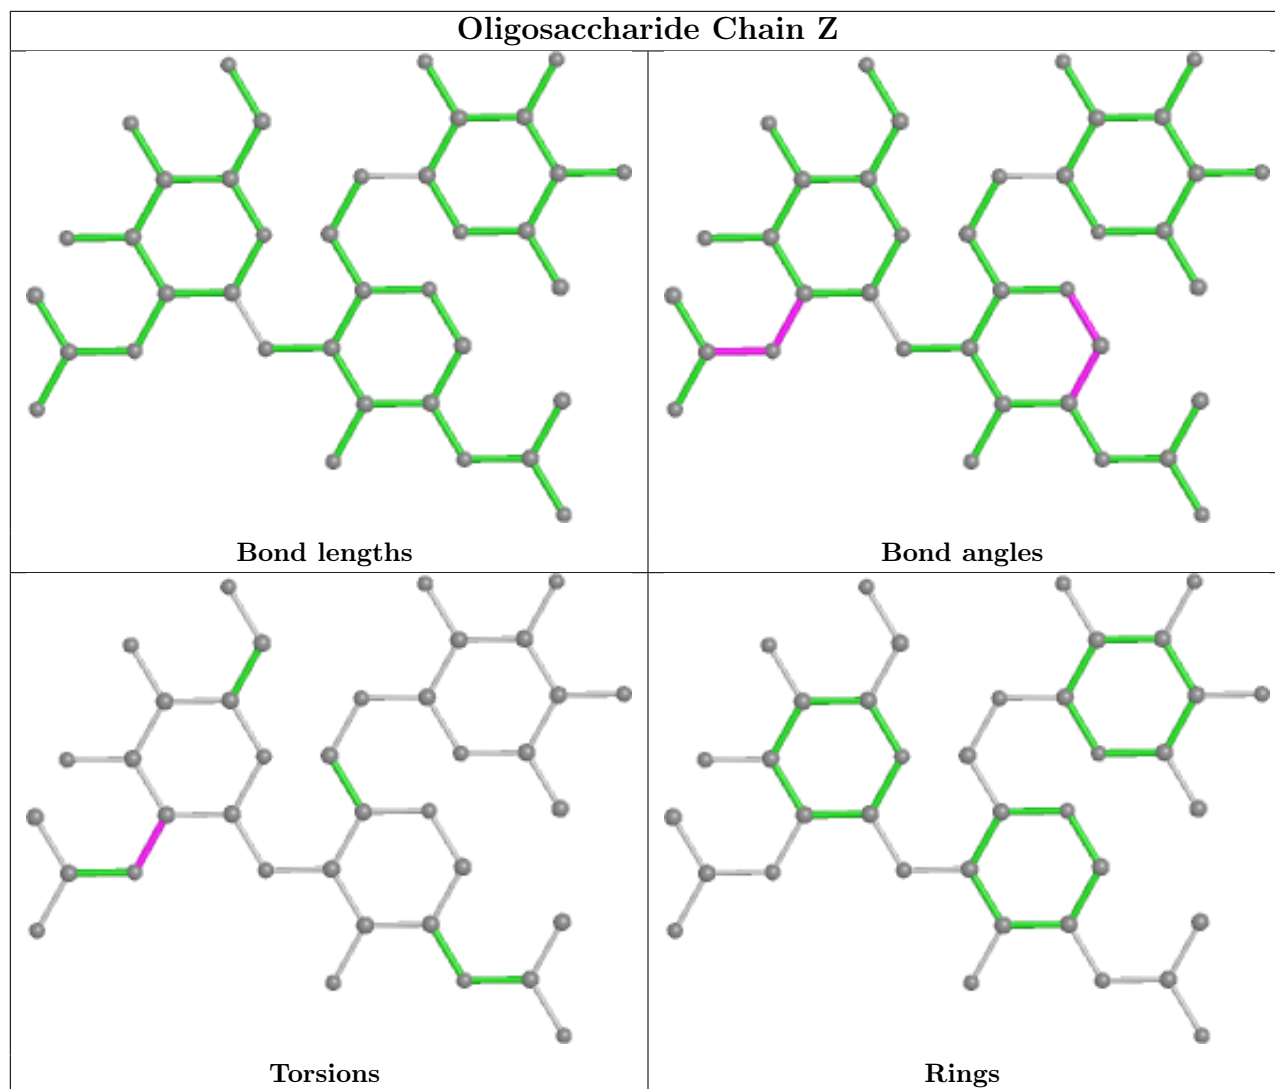 Oligosaccharide Chain Z
Bond lengths
Bond angles
Torsions
Rings